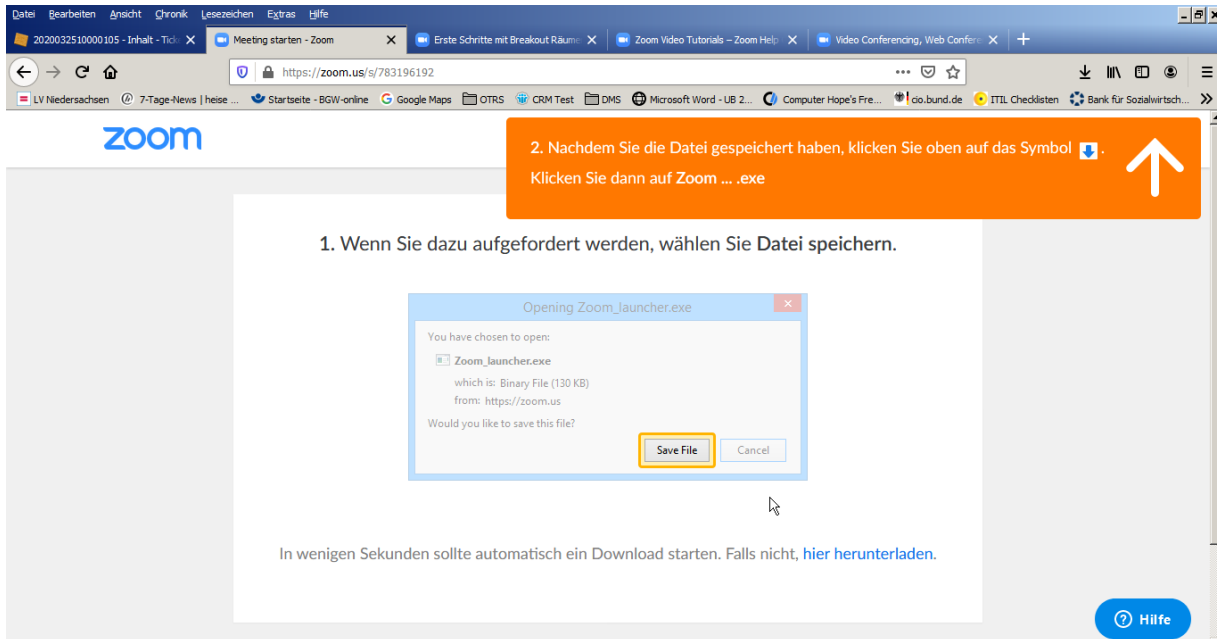 Datei Bearbeiten Ansicht Chronik Lesezeichen Extras Hilfe
2020032510000105 - Inhalt - Tick
Meeting starten - Zoom
Erste Schritte mit Breakout Räume
Zoom Video Tutorials – Zoom Help
Video Conferencing, Web Confere
https://zoom.us/s/783196192
LV Niedersachsen 7-Tage-News | heise ... Startseite - BGW-online Google Maps OTRS CRM Test DMS Microsoft Word - UB 2... Computer Hope's Fre... cio.bund.de ITIL Checklisten Bank für Sozialwirtsch...
zoom
2. Nachdem Sie die Datei gespeichert haben, klicken Sie oben auf das Symbol .
Klicken Sie dann auf Zoom ... .exe
1. Wenn Sie dazu aufgefordert werden, wählen Sie Datei speichern.
Opening Zoom_launcher.exe
You have chosen to open:
Zoom_launcher.exe
which is: Binary File (130 KB)
from: https://zoom.us
Would you like to save this file?
Save File Cancel
In wenigen Sekunden sollte automatisch ein Download starten. Falls nicht, hier herunterladen.
Hilfe